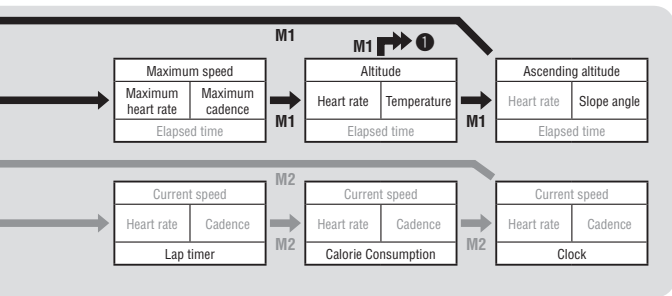 M1
M1 ❶
Maximum speed
Maximum heart rate
Maximum cadence
Elapsed time
M1
Altitude
Heart rate
Temperature
Elapsed time
M1
Ascending altitude
Heart rate
Slope angle
Elapsed time
M2
Current speed
Heart rate
Cadence
Lap timer
M2
Current speed
Heart rate
Cadence
Calorie Consumption
M2
Current speed
Heart rate
Cadence
Clock